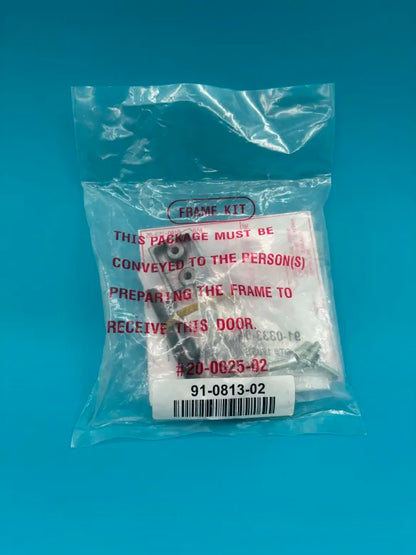 FRAME KIT
THIS PACKAGE MUST BE
CONVEYED TO THE PERSON(S)
PREPARING THE FRAME TO
RECEIVE THIS DOOR.
#20-0025-02
91-0813-02